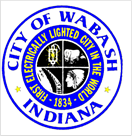 CITY OF WABASH
FIRST ELECTRICALLY LIGHTED CITY IN THE WORLD
- 1834 -
INDIANA